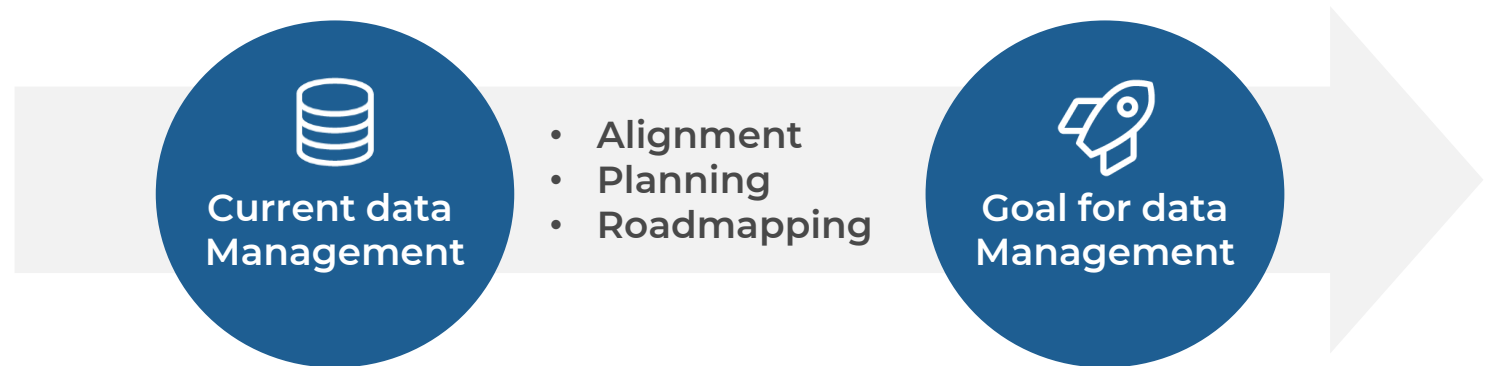 Current data
Management
• Alignment
• Planning
• Roadmapping
Goal for data
Management